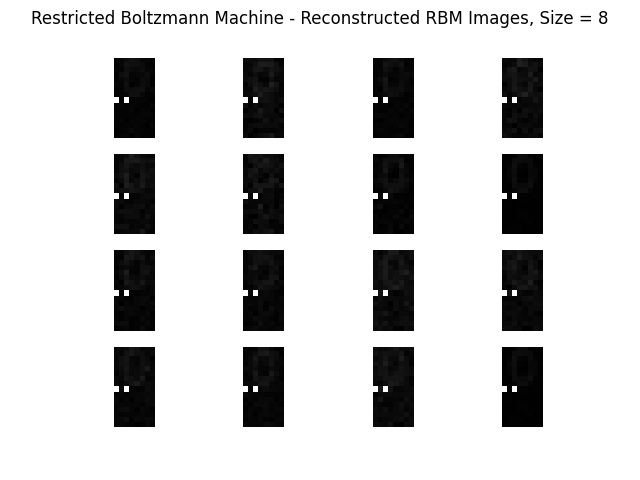 Restricted Boltzmann Machine - Reconstructed RBM Images, Size = 8